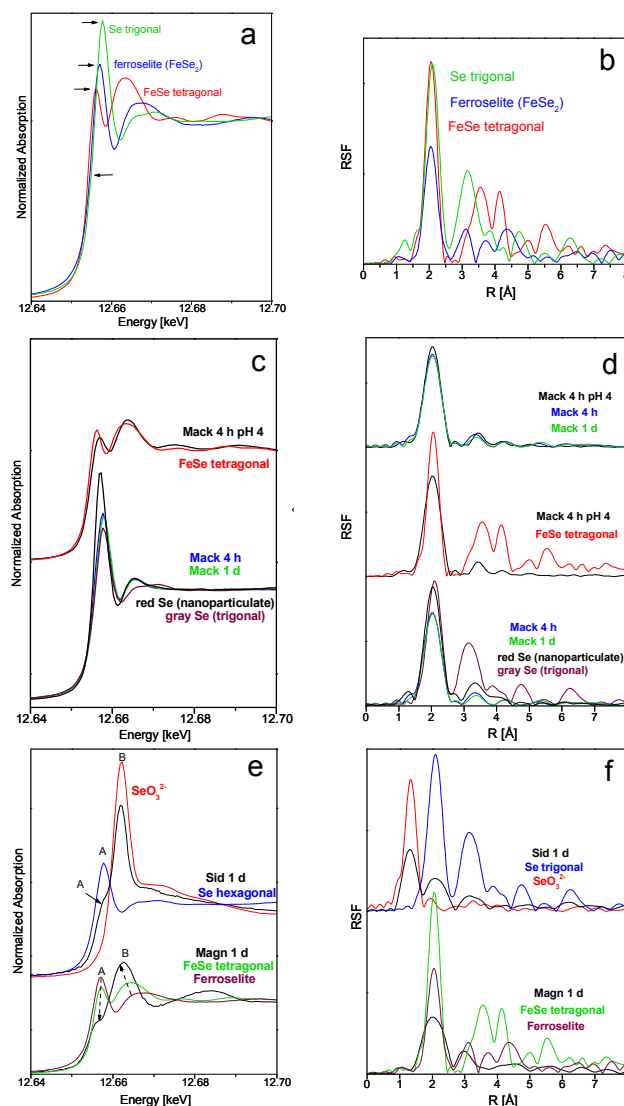 a
Se trigonal
ferroselite (FeSe2)
FeSe tetragonal
Normalized Absorption
12.64 12.66 12.68 12.70
Energy [keV]
b
Se trigonal
Ferroselite (FeSe2)
FeSe tetragonal
RSF
0 1 2 3 4 5 6 7
R [Å]
c
Mack 4 h pH 4
FeSe tetragonal
Mack 4 h
Mack 1 d
red Se (nanoparticulate)
gray Se (trigonal)
Normalized Absorption
12.64 12.66 12.68 12.70
Energy [keV]
d
Mack 4 h pH 4
Mack 4 h
Mack 1 d
Mack 4 h pH 4
FeSe tetragonal
Mack 4 h
Mack 1 d
red Se (nanoparticulate)
gray Se (trigonal)
RSF
0 1 2 3 4 5 6 7
R [Å]
e
B
SeO3 2-
A
Sid 1 d
A
Se hexagonal
Magn 1 d
A
B
FeSe tetragonal
Ferroselite
Normalized Absorption
12.64 12.66 12.68 12.70
Energy [keV]
f
Sid 1 d
Se trigonal
SeO3 2-
Magn 1 d
FeSe tetragonal
Ferroselite
RSF
0 1 2 3 4 5 6 7
R [Å]